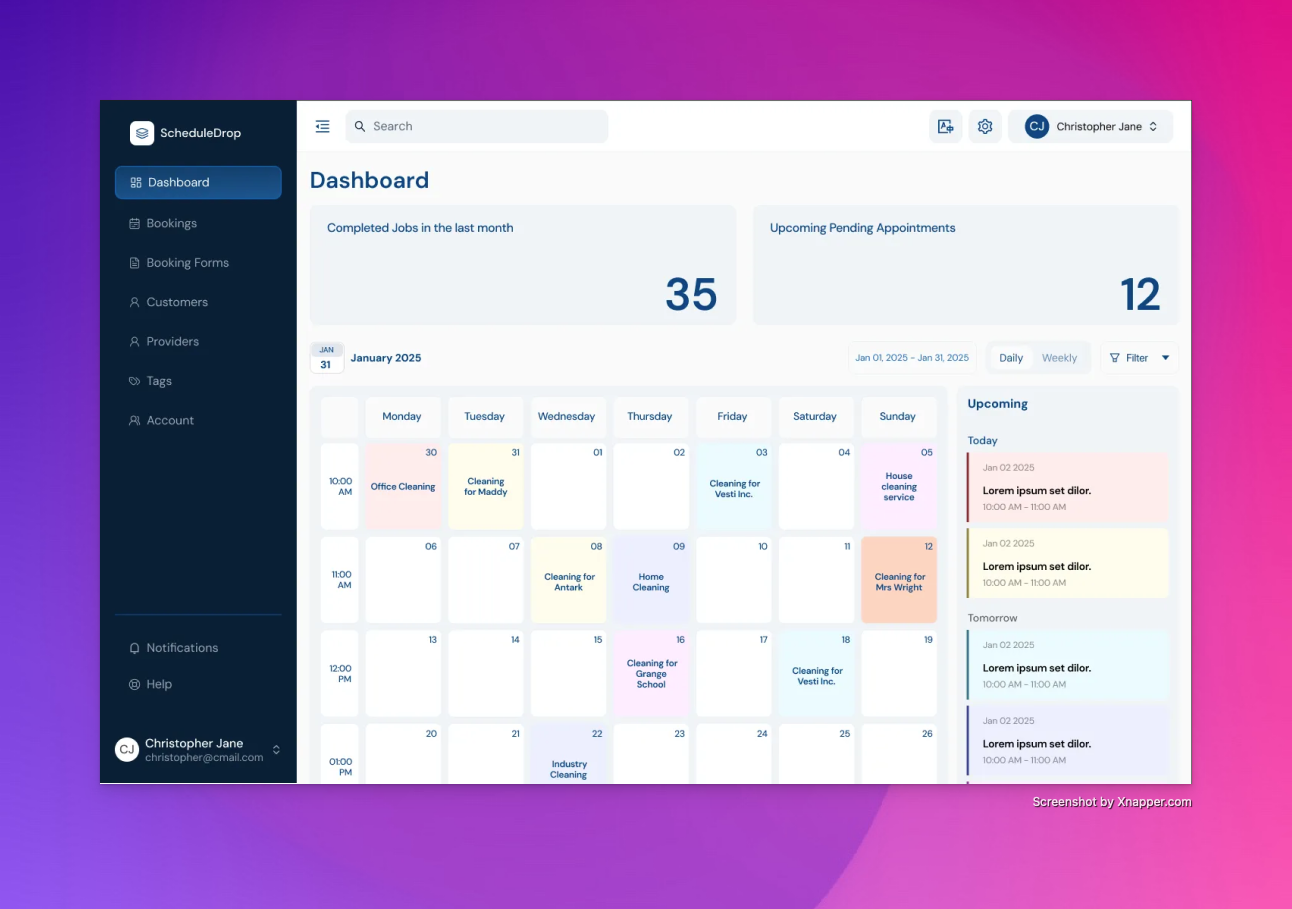 ScheduleDrop
Dashboard
Bookings
Booking Forms
Customers
Providers
Tags
Account
Notifications
Help
CJ
Christopher Jane
christopher@cmail.com
Search
A
CJ Christopher Jane
Dashboard
Completed Jobs in the last month
35
Upcoming Pending Appointments
12
JAN
31
January 2025
Jan 01, 2025 - Jan 31, 2025
Daily
Weekly
Filter
Monday Tuesday Wednesday Thursday Friday Saturday Sunday
10:00
AM
30
Office Cleaning
31
Cleaning
for Maddy
01
02
03
Cleaning for
Vesti Inc.
04
05
House
cleaning
service
11:00
AM
06
07
08
Cleaning for
Antark
09
Home
Cleaning
10
11
12
Cleaning for
Mrs Wright
12:00
PM
13
14
15
16
Cleaning for
Grange
School
17
18
Cleaning for
Vesti Inc.
19
01:00
PM
20
21
22
Industry
Cleaning
23
24
25
26
Upcoming
Today
Jan 02 2025
Lorem ipsum set dilor.
10:00 AM - 11:00 AM
Jan 02 2025
Lorem ipsum set dilor.
10:00 AM - 11:00 AM
Tomorrow
Jan 02 2025
Lorem ipsum set dilor.
10:00 AM - 11:00 AM
Jan 02 2025
Lorem ipsum set dilor.
10:00 AM - 11:00 AM
Screenshot by Xnapper.com